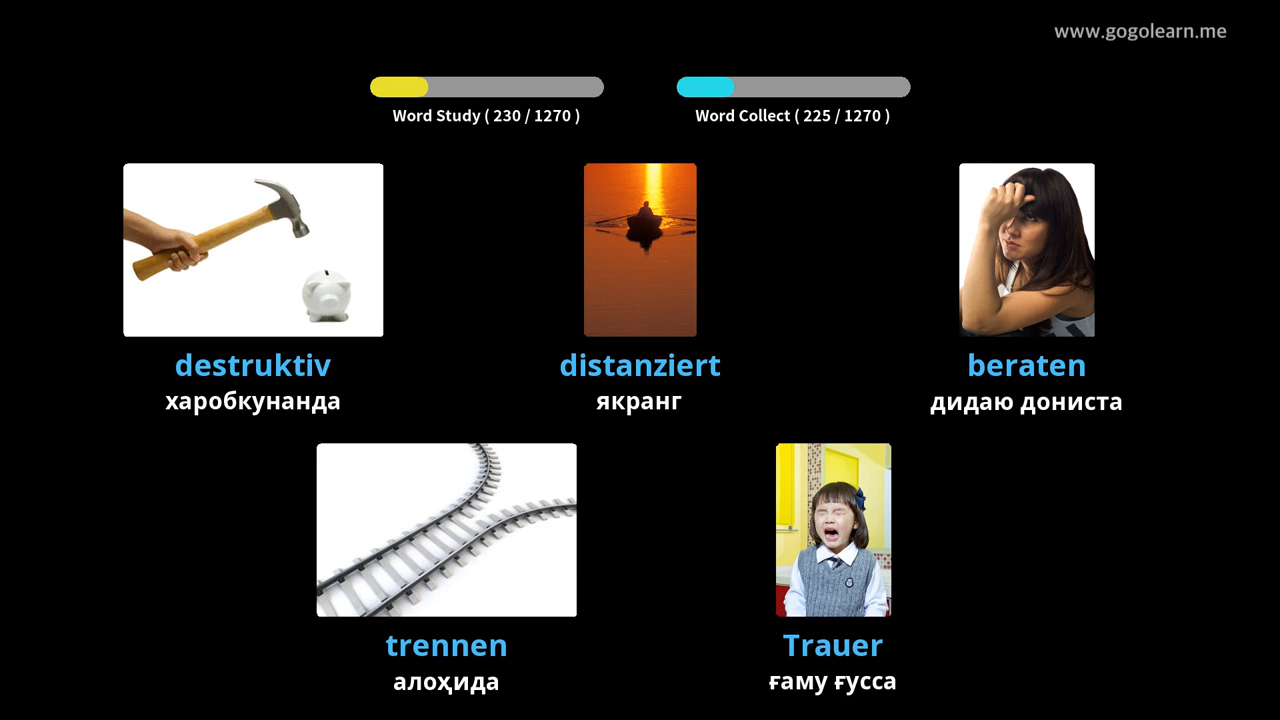 www.gogolearn.me
Word Study ( 230 / 1270 )
Word Collect ( 225 / 1270 )
destruktiv
харобкунанда
distanziert
якранг
beraten
дидаю дониста
trennen
алоҳида
Trauer
ғаму ғусса